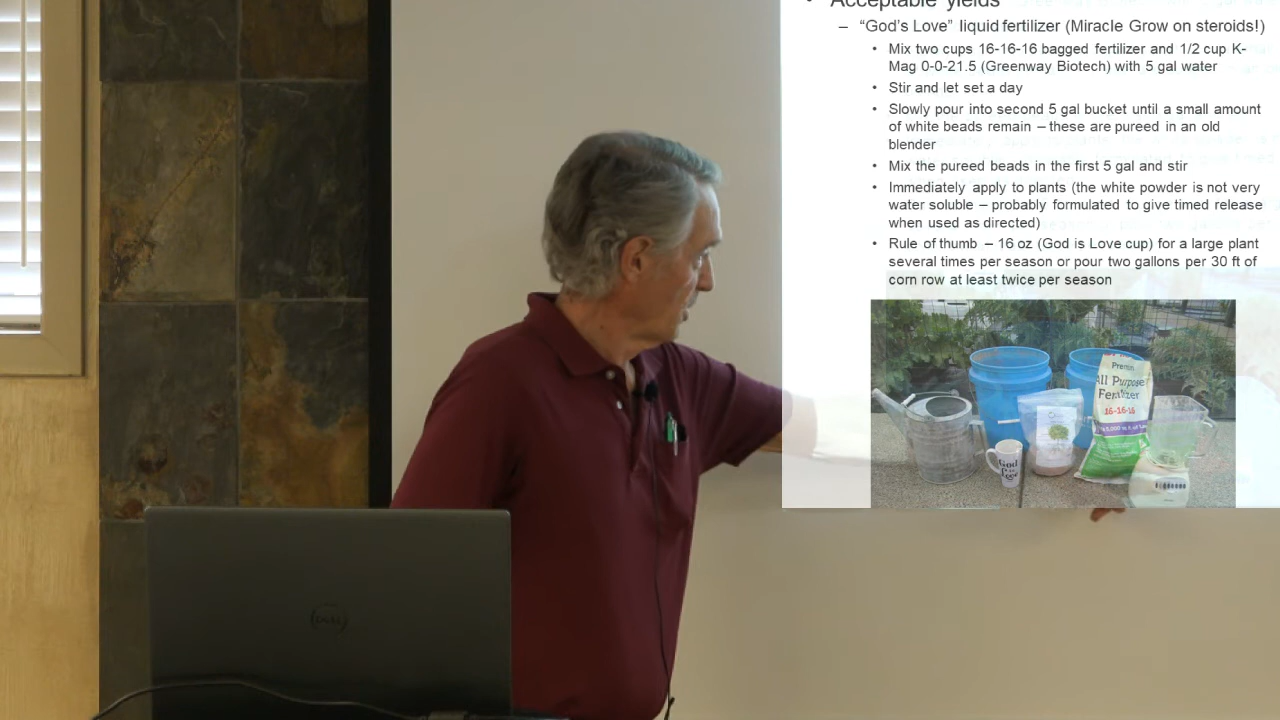 Acceptable yields
– “God’s Love” liquid fertilizer (Miracle Grow on steroids!)
• Mix two cups 16-16-16 bagged fertilizer and 1/2 cup K-
Mag 0-0-21.5 (Greenway Biotech) with 5 gal water
• Stir and let set a day
• Slowly pour into second 5 gal bucket until a small amount
of white beads remain – these are pureed in an old
blender
• Mix the pureed beads in the first 5 gal and stir
• Immediately apply to plants (the white powder is not very
water soluble – probably formulated to give timed release
when used as directed)
• Rule of thumb – 16 oz (God is Love cup) for a large plant
several times per season or pour two gallons per 30 ft of
corn row at least twice per season
All Purpose
Fertilizer
16-16-16
God
is
love
DELL